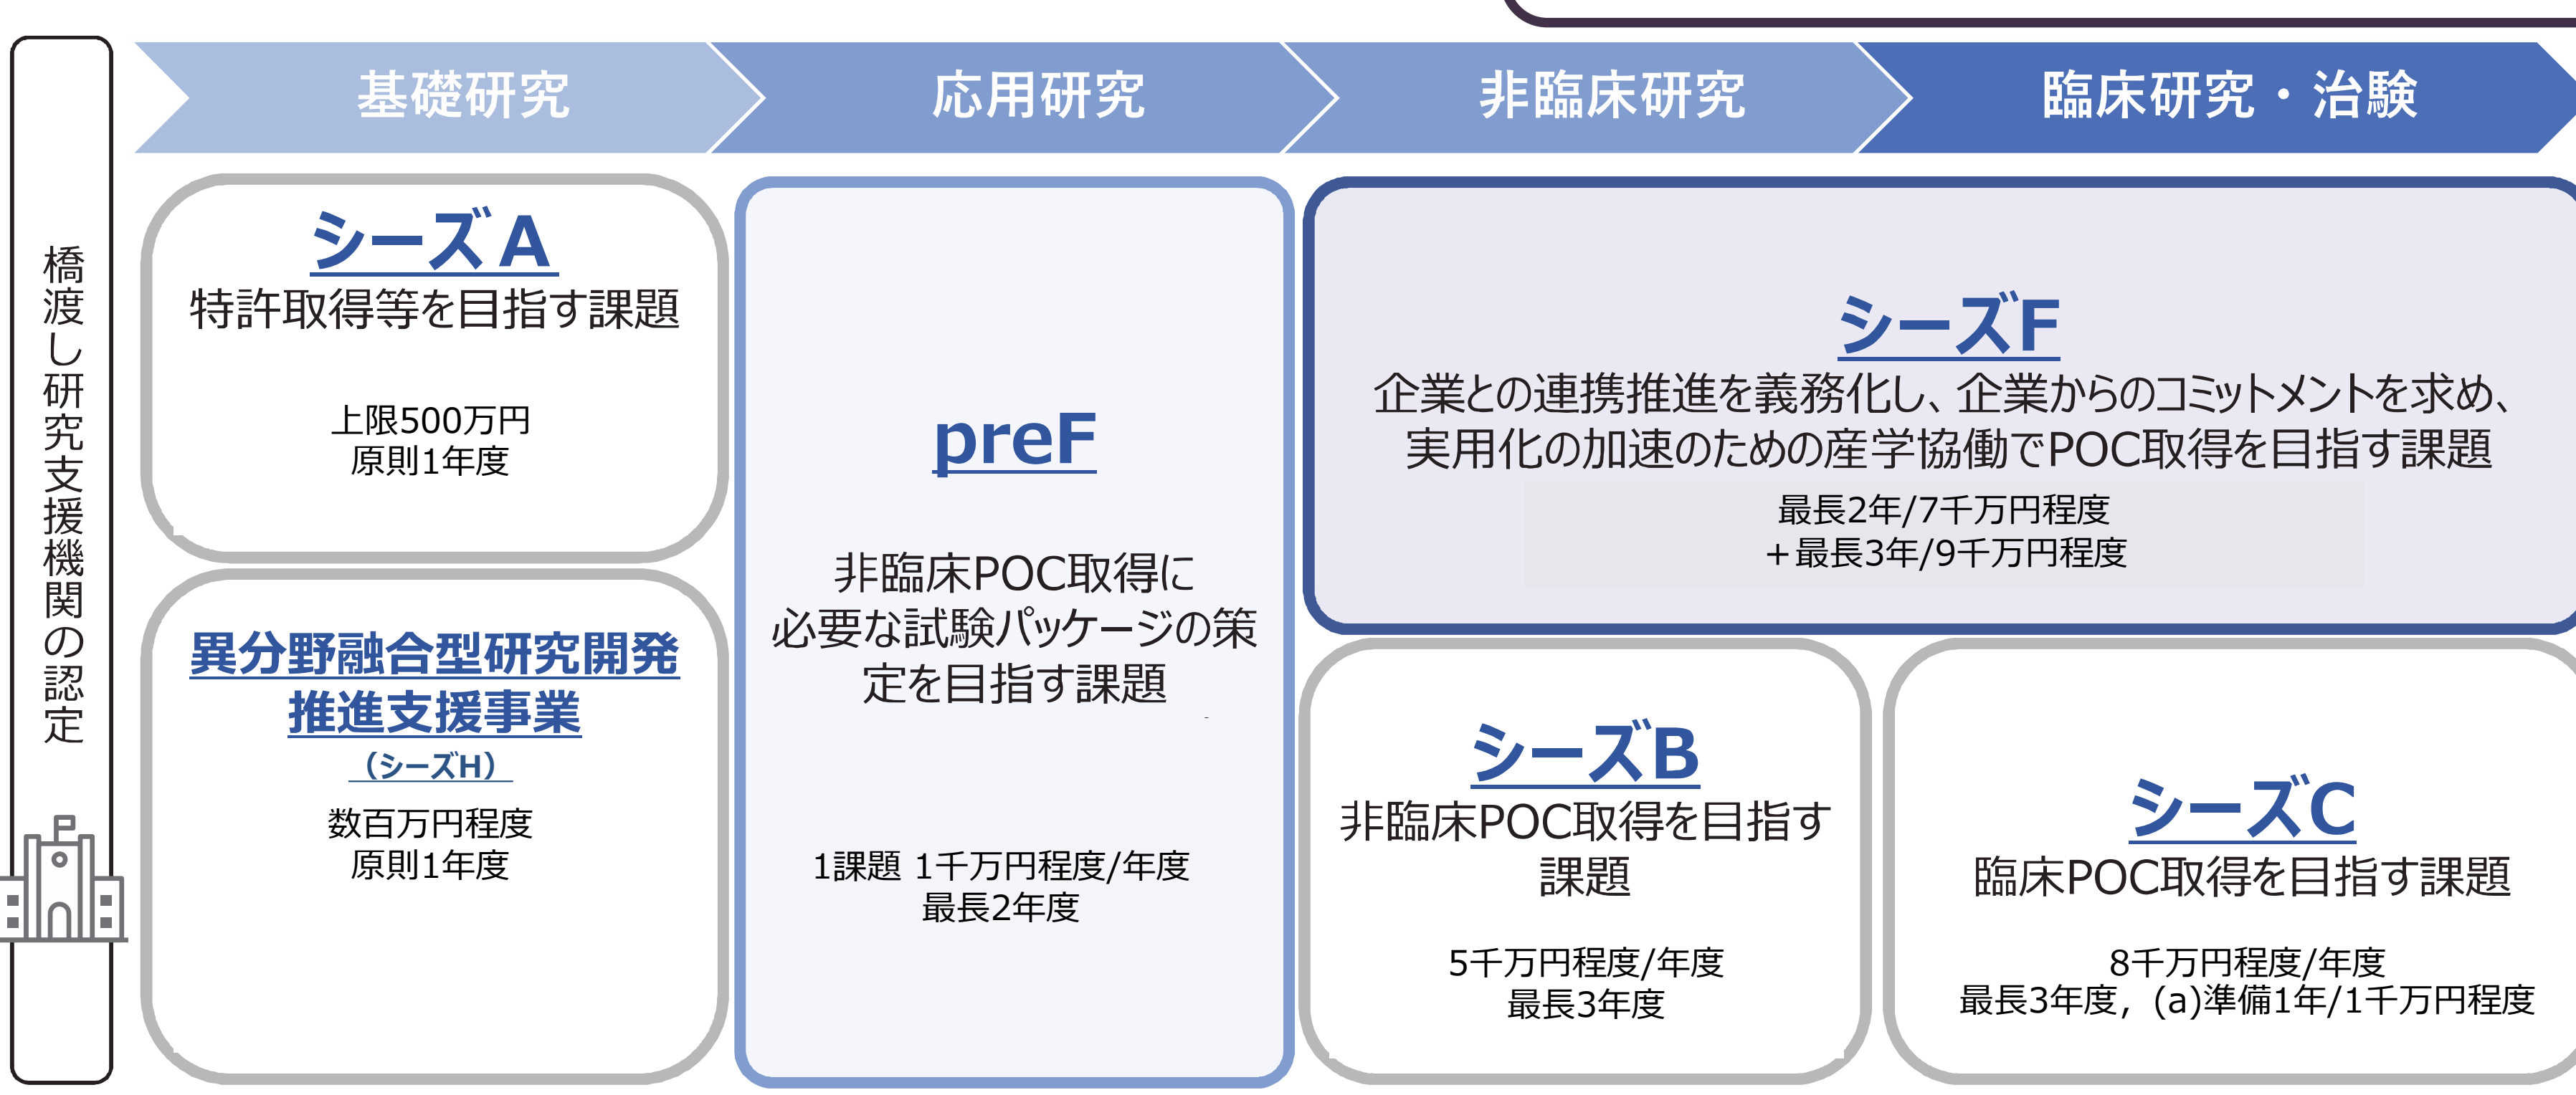 橋渡し研究支援機関の認定
基礎研究
応用研究
非臨床研究
臨床研究・治験
シーズA
特許取得等を目指す課題
上限500万円
原則1年度
異分野融合型研究開発
推進支援事業
（シーズH）
数百万円程度
原則1年度
preF
非臨床POC取得に
必要な試験パッケージの策
定を目指す課題
1課題 1千万円程度/年度
最長2年度
シーズF
企業との連携推進を義務化し、企業からのコミットメントを求め、
実用化の加速のための産学協働でPOC取得を目指す課題
最長2年/7千万円程度
＋最長3年/9千万円程度
シーズB
非臨床POC取得を目指す
課題
5千万円程度/年度
最長3年度
シーズC
臨床POC取得を目指す課題
8千万円程度/年度
最長3年度，(a)準備1年/1千万円程度